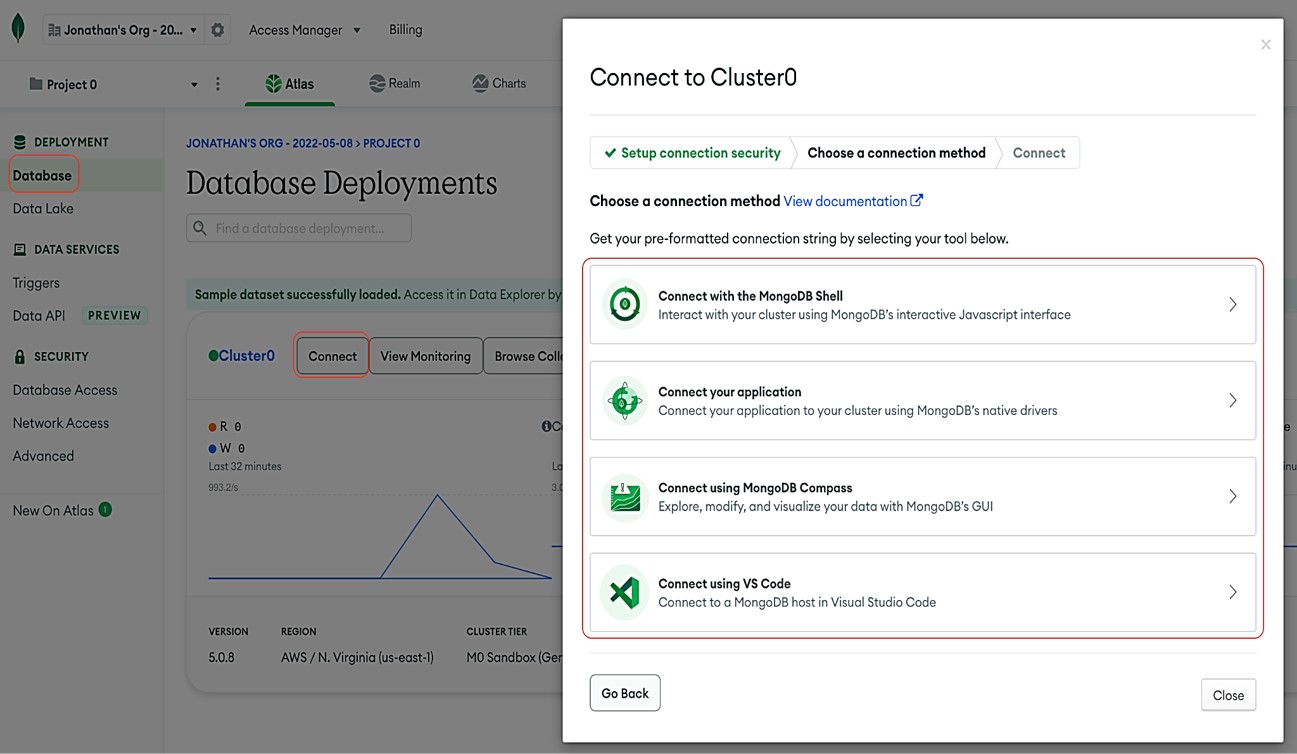 Jonathan's Org - 20...
Access Manager
Billing
Project 0
Atlas
Realm
Charts
DEPLOYMENT
Database
Data Lake
DATA SERVICES
Triggers
Data API PREVIEW
SECURITY
Database Access
Network Access
Advanced
New On Atlas 1
JONATHAN'S ORG - 2022-05-08 > PROJECT 0
Database Deployments
Find a database deployment...
Sample dataset successfully loaded. Access it in Data Explorer by
Cluster0
Connect
View Monitoring
Browse Colle
R 0
W 0
Last 32 minutes
993.2/s
VERSION
5.0.8
REGION
AWS / N. Virginia (us-east-1)
CLUSTER TIER
M0 Sandbox (Gen
Connect to Cluster0
Setup connection security
Choose a connection method
Connect
Choose a connection method View documentation
Get your pre-formatted connection string by selecting your tool below.
Connect with the MongoDB Shell
Interact with your cluster using MongoDB's interactive Javascript interface
Connect your application
Connect your application to your cluster using MongoDB's native drivers
Connect using MongoDB Compass
Explore, modify, and visualize your data with MongoDB's GUI
Connect using VS Code
Connect to a MongoDB host in Visual Studio Code
Go Back
Close